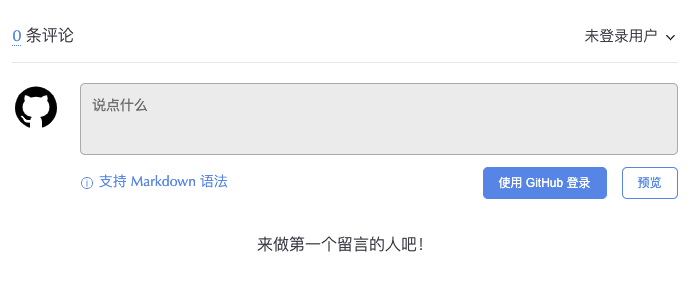 0 条评论
未登录用户
说点什么
支持 Markdown 语法
使用 GitHub 登录
预览
来做第一个留言的人吧！